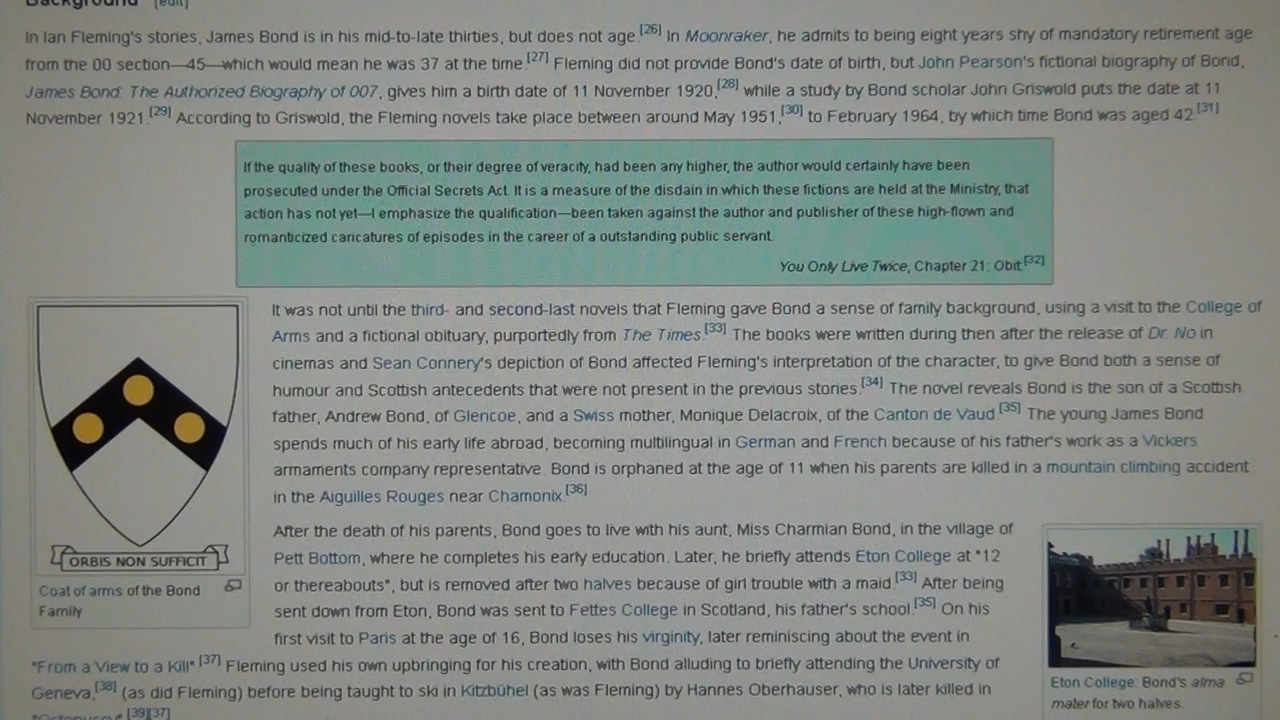 Background [edit]
In Ian Fleming's stories, James Bond is in his mid-to-late thirties, but does not age.[26] In Moonraker, he admits to being eight years shy of mandatory retirement age
from the 00 section—45—which would mean he was 37 at the time.[27] Fleming did not provide Bond's date of birth, but John Pearson's fictional biography of Bond,
James Bond: The Authorized Biography of 007, gives him a birth date of 11 November 1920,[28] while a study by Bond scholar John Griswold puts the date at 11
November 1921.[29] According to Griswold, the Fleming novels take place between around May 1951,[30] to February 1964, by which time Bond was aged 42.[31]
If the quality of these books, or their degree of veracity, had been any higher, the author would certainly have been
prosecuted under the Official Secrets Act. It is a measure of the disdain in which these fictions are held at the Ministry, that
action has not yet—I emphasize the qualification—been taken against the author and publisher of these high-flown and
romanticized caricatures of episodes in the career of a outstanding public servant.
You Only Live Twice, Chapter 21: Obit:[32]
It was not until the third- and second-last novels that Fleming gave Bond a sense of family background, using a visit to the College of
Arms and a fictional obituary, purportedly from The Times.[33] The books were written during then after the release of Dr. No in
cinemas and Sean Connery's depiction of Bond affected Fleming's interpretation of the character, to give Bond both a sense of
humour and Scottish antecedents that were not present in the previous stories.[34] The novel reveals Bond is the son of a Scottish
father, Andrew Bond, of Glencoe, and a Swiss mother, Monique Delacroix, of the Canton de Vaud.[35] The young James Bond
spends much of his early life abroad, becoming multilingual in German and French because of his father's work as a Vickers
armaments company representative. Bond is orphaned at the age of 11 when his parents are killed in a mountain climbing accident
in the Aiguilles Rouges near Chamonix.[36]
ORBIS NON SUFFICIT
Coat of arms of the Bond
Family
After the death of his parents, Bond goes to live with his aunt, Miss Charmian Bond, in the village of
Pett Bottom, where he completes his early education. Later, he briefly attends Eton College at "12
or thereabouts", but is removed after two halves because of girl trouble with a maid.[33] After being
sent down from Eton, Bond was sent to Fettes College in Scotland, his father's school.[35] On his
first visit to Paris at the age of 16, Bond loses his virginity, later reminiscing about the event in
"From a View to a Kill".[37] Fleming used his own upbringing for his creation, with Bond alluding to briefly attending the University of
Geneva,[38] (as did Fleming) before being taught to ski in Kitzbühel (as was Fleming) by Hannes Oberhauser, who is later killed in
"Octopussy".[39][37]
Eton College: Bond's alma
mater for two halves.